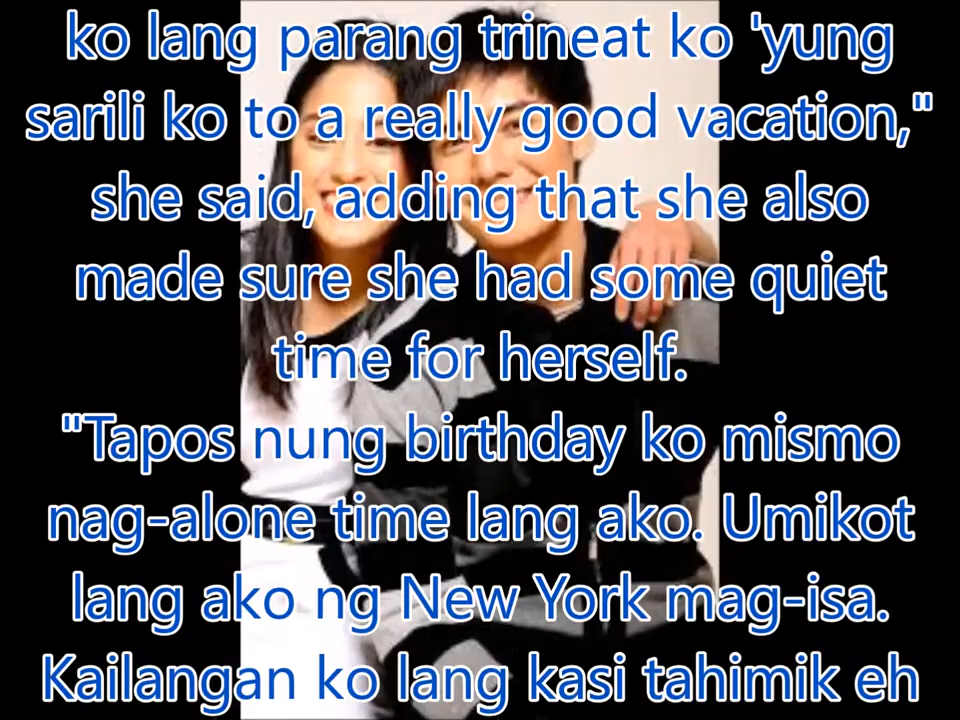 ko lang parang trineat ko 'yung
sarili ko to a really good vacation,"
she said, adding that she also
made sure she had some quiet
time for herself.
"Tapos nung birthday ko mismo
nag-alone time lang ako. Umikot
lang ako ng New York mag-isa.
Kailangan ko lang kasi tahimik eh